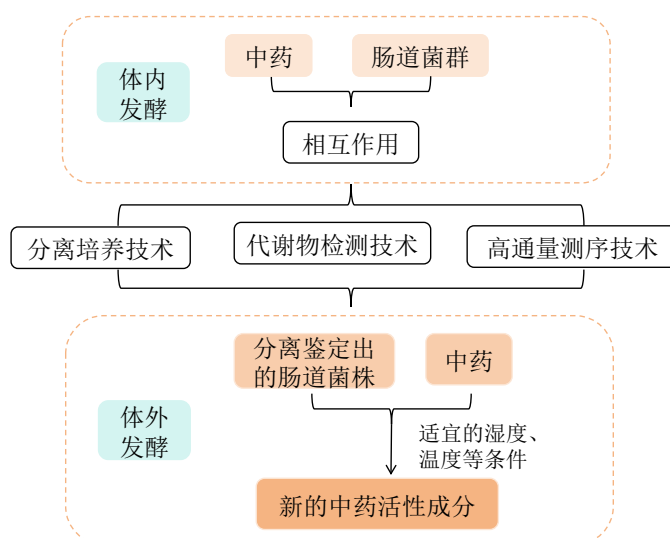 中药
肠道菌群
体内
发酵
相互作用
分离培养技术
代谢物检测技术
高通量测序技术
分离鉴定出
的肠道菌株
中药
体外
发酵
适宜的湿度、
温度等条件
新的中药活性成分